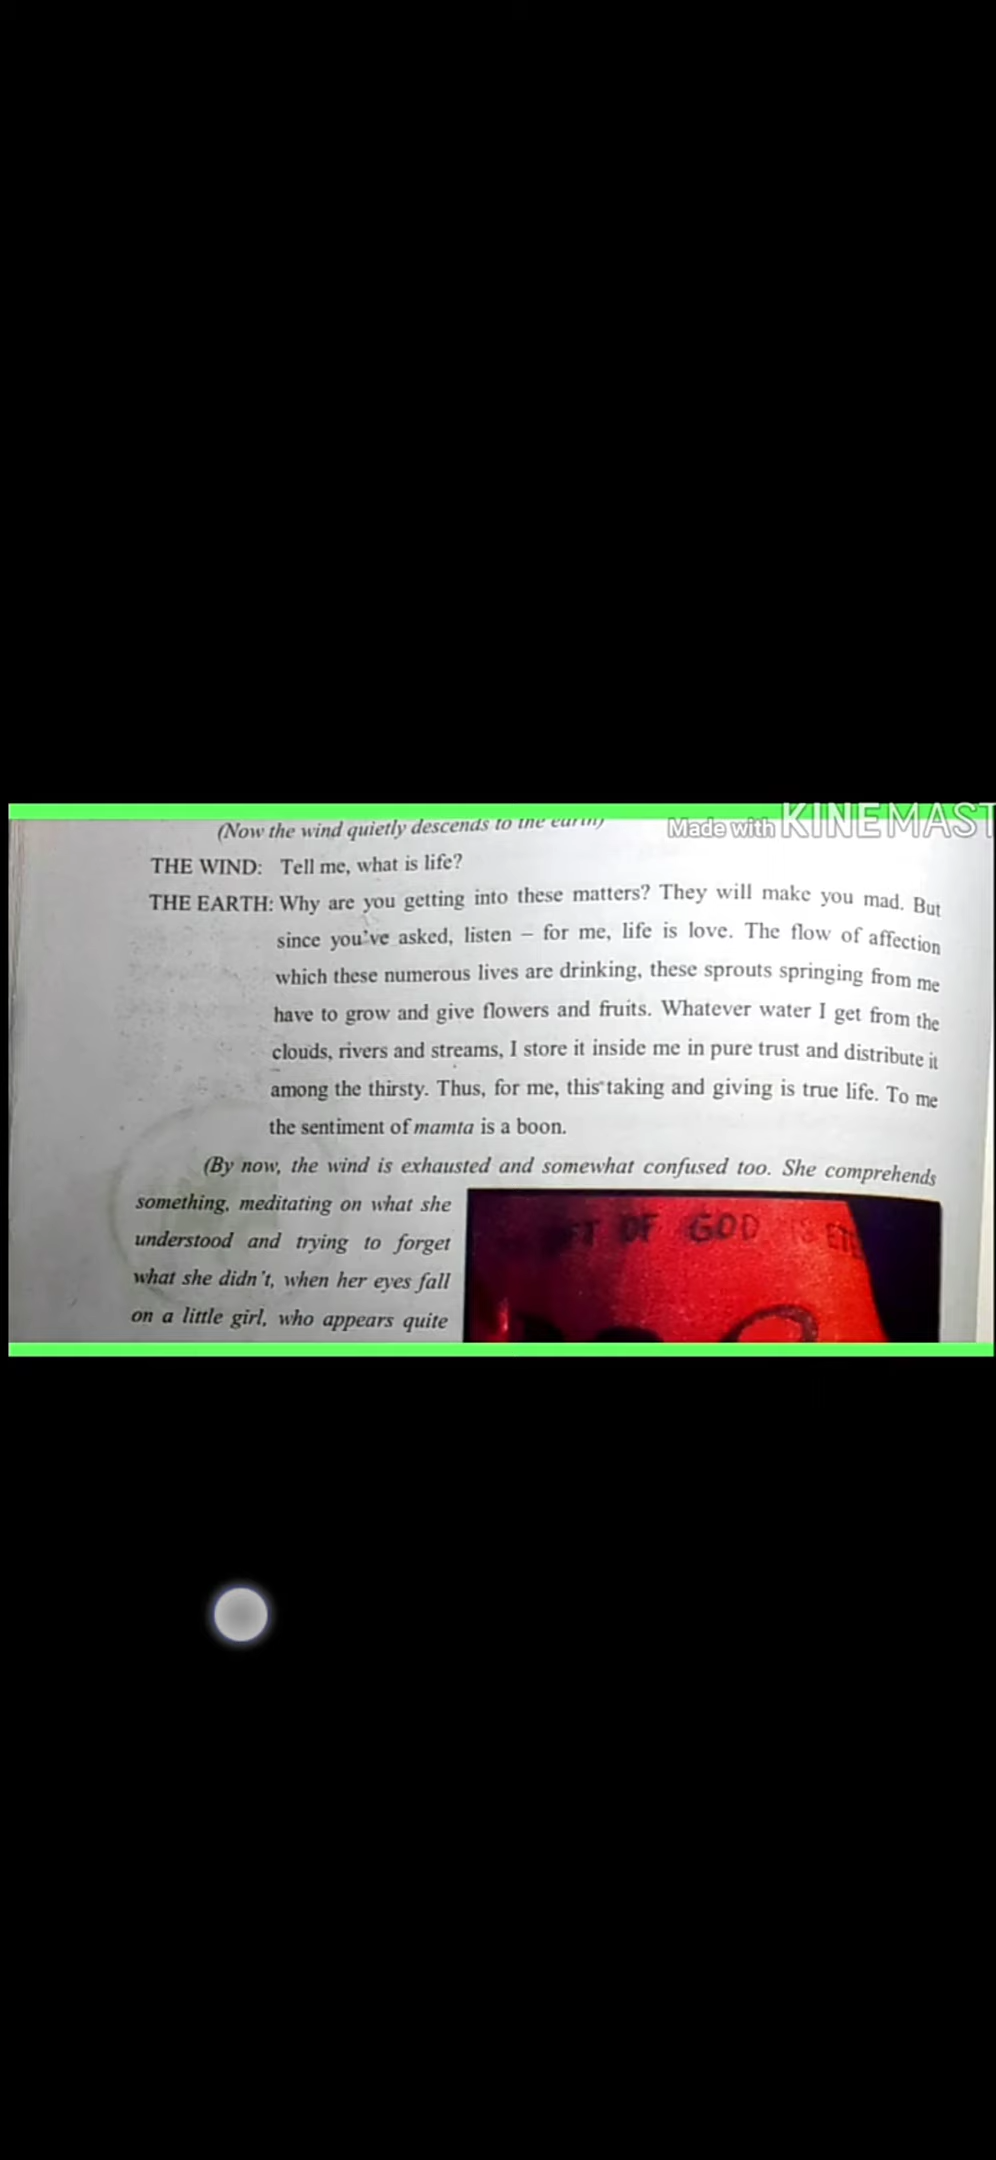 (Now the wind quietly descends to the earth)
Made with KINEMAST
THE WIND: Tell me, what is life?
THE EARTH: Why are you getting into these matters? They will make you mad. But
since you've asked, listen – for me, life is love. The flow of affection
which these numerous lives are drinking, these sprouts springing from me
have to grow and give flowers and fruits. Whatever water I get from the
clouds, rivers and streams, I store it inside me in pure trust and distribute it
among the thirsty. Thus, for me, this taking and giving is true life. To me
the sentiment of mamta is a boon.
(By now, the wind is exhausted and somewhat confused too. She comprehends
something, meditating on what she
understood and trying to forget
what she didn't, when her eyes fall
on a little girl, who appears quite
OF GOD